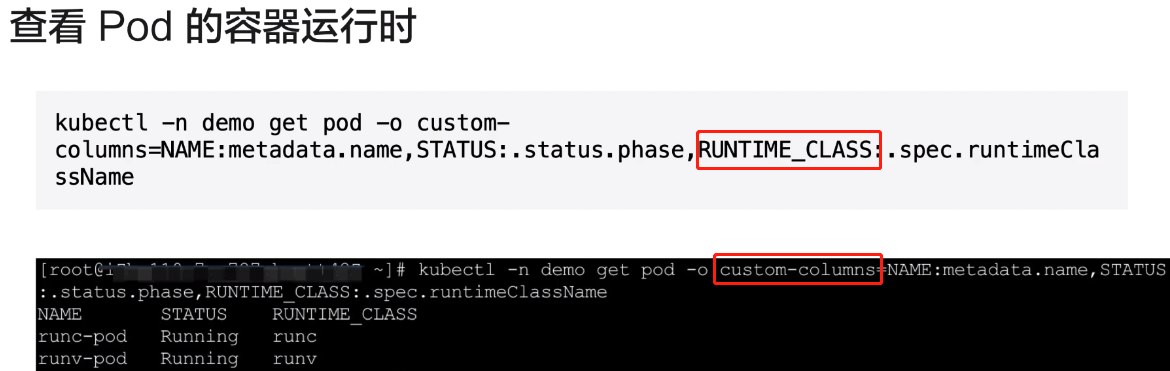 查看 Pod 的容器运行时
kubectl -n demo get pod -o custom-
columns=NAME:metadata.name,STATUS:.status.phase,RUNTIME_CLASS:.spec.runtimeCla
ssName
[root@ ~]# kubectl -n demo get pod -o custom-columns=NAME:metadata.name,STATUS
:.status.phase,RUNTIME_CLASS:.spec.runtimeClassName
NAME STATUS RUNTIME_CLASS
runc-pod Running runc
runv-pod Running runv